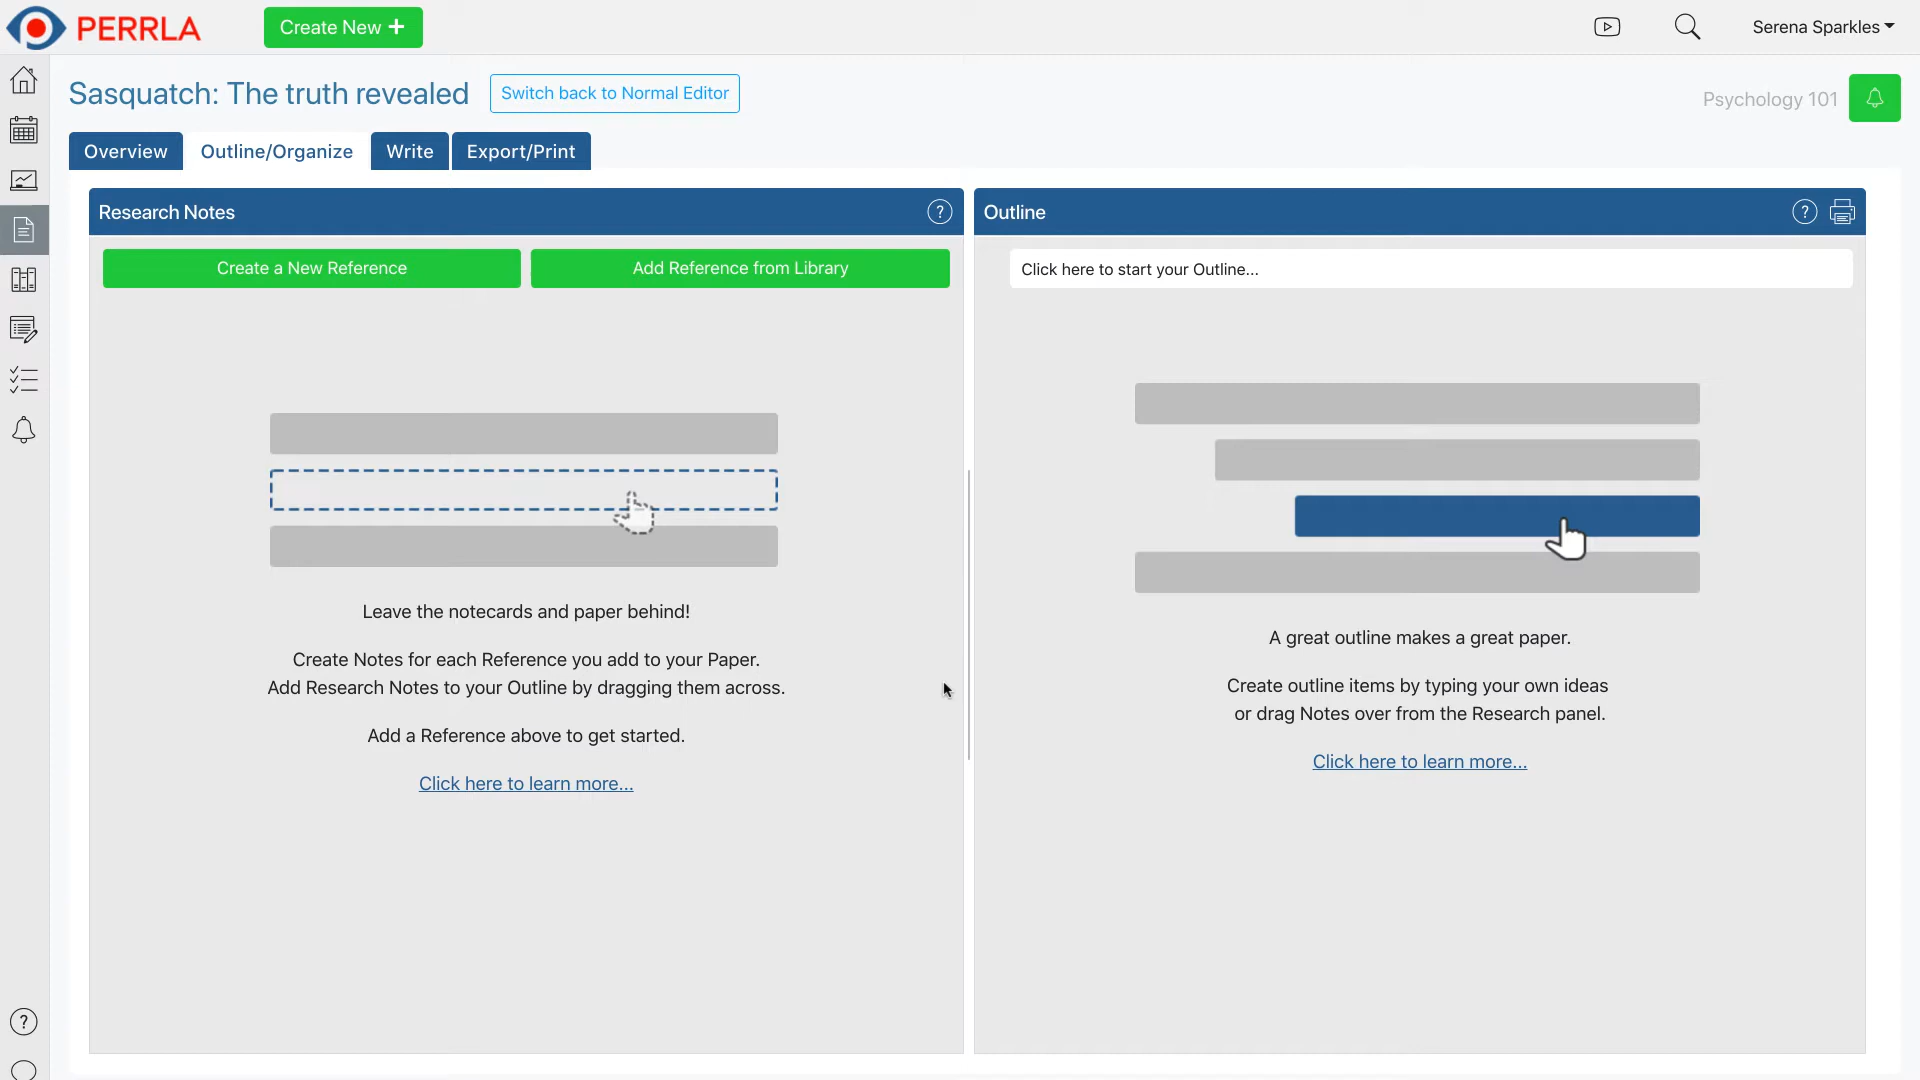 PERRLA
Create New +
Serena Sparkles
Sasquatch: The truth revealed
Switch back to Normal Editor
Psychology 101
Overview
Outline/Organize
Write
Export/Print
Research Notes
?
Create a New Reference
Add Reference from Library
Leave the notecards and paper behind!
Create Notes for each Reference you add to your Paper.
Add Research Notes to your Outline by dragging them across.
Add a Reference above to get started.
Click here to learn more...
Outline
?
Click here to start your Outline...
A great outline makes a great paper.
Create outline items by typing your own ideas
or drag Notes over from the Research panel.
Click here to learn more...
?